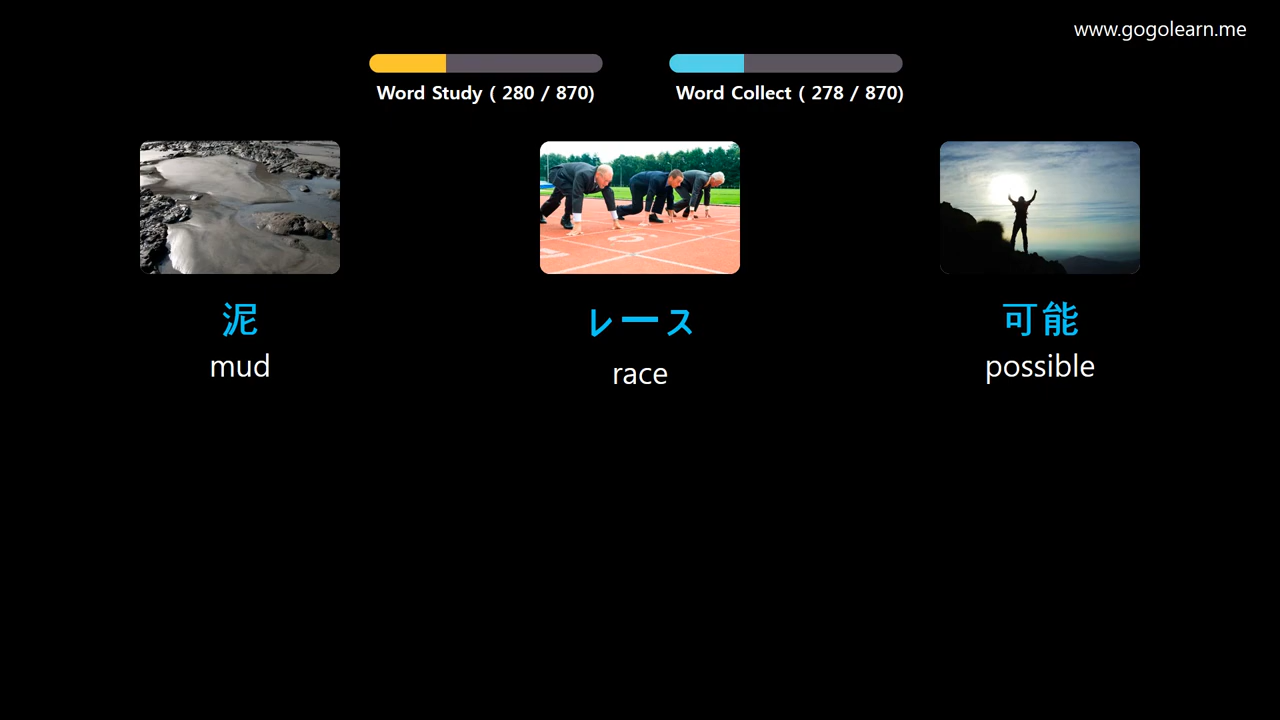 www.gogolearn.me
Word Study ( 280 / 870)
Word Collect ( 278 / 870)
泥
mud
レース
race
可能
possible